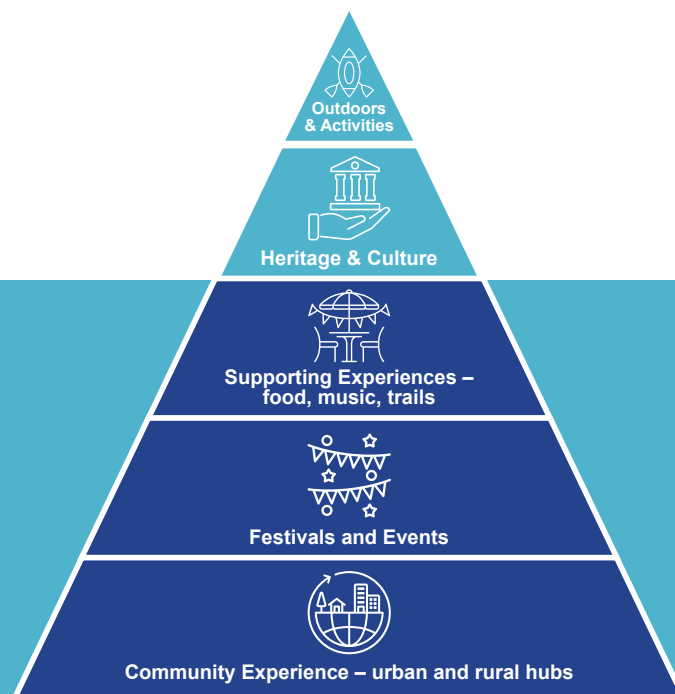 Outdoors
& Activities
Heritage & Culture
Supporting Experiences –
food, music, trails
Festivals and Events
Community Experience – urban and rural hubs